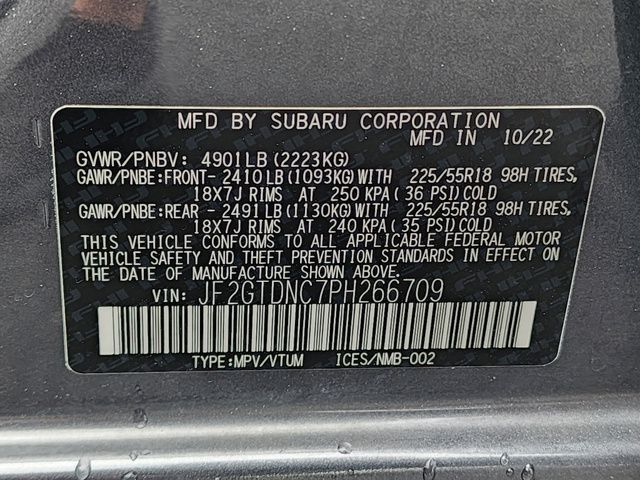 MFD BY SUBARU CORPORATION
MFD IN 10/22
GVWR/PNBV: 4901LB(2223KG)
GAWR/PNBE:FRONT- 2410LB(1093KG)WITH 225/55R18 98H TIRES,
18X7J RIMS AT 250 KPA( 36 PSI)COLD
GAWR/PNBE:REAR - 2491LB(1130KG)WITH 225/55R18 98H TIRES,
18X7J RIMS AT 240 KPA( 35 PSI)COLD
THIS VEHICLE CONFORMS TO ALL APPLICABLE FEDERAL MOTOR
VEHICLE SAFETY AND THEFT PREVENTION STANDARDS IN EFFECT ON
THE DATE OF MANUFACTURE SHOWN ABOVE.
VIN: JF2GTDNC7PH266709
TYPE:MPV/VTUM ICES/NMB-002